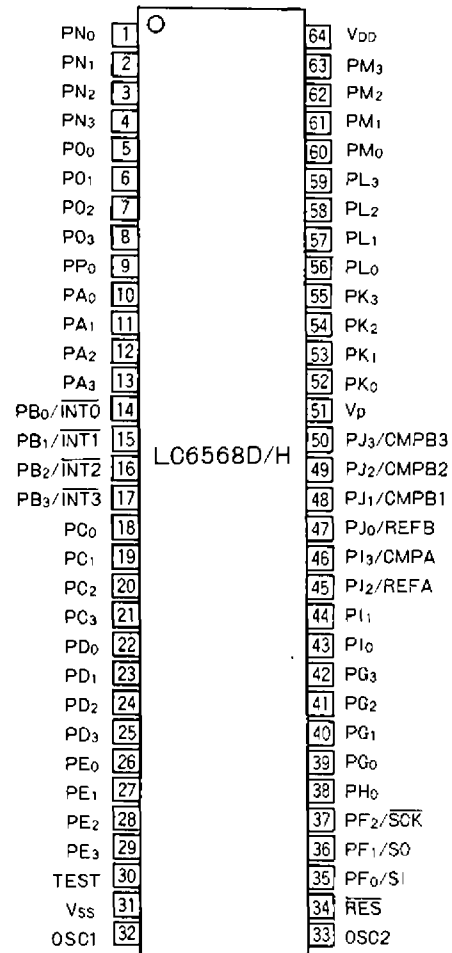 PN0 1 64 VDD
PN1 2 63 PM3
PN2 3 62 PM2
PN3 4 61 PM1
PO0 5 60 PM0
PO1 6 59 PL3
PO2 7 58 PL2
PO3 8 57 PL1
PP0 9 56 PL0
PA0 10 55 PK3
PA1 11 54 PK2
PA2 12 53 PK1
PA3 13 52 PK0
PB0/INT0 14 51 Vp
PB1/INT1 15 LC6568D/H 50 PJ3/CMPB3
PB2/INT2 16 49 PJ2/CMPB2
PB3/INT3 17 48 PJ1/CMPB1
PC0 18 47 PJ0/REFB
PC1 19 46 PI3/CMPA
PC2 20 45 PI2/REFA
PC3 21 44 PI1
PD0 22 43 PI0
PD1 23 42 PG3
PD2 24 41 PG2
PD3 25 40 PG1
PE0 26 39 PG0
PE1 27 38 PH0
PE2 28 37 PF2/SCK
PE3 29 36 PF1/SO
TEST 30 35 PF0/SI
VSS 31 34 RES
OSC1 32 33 OSC2